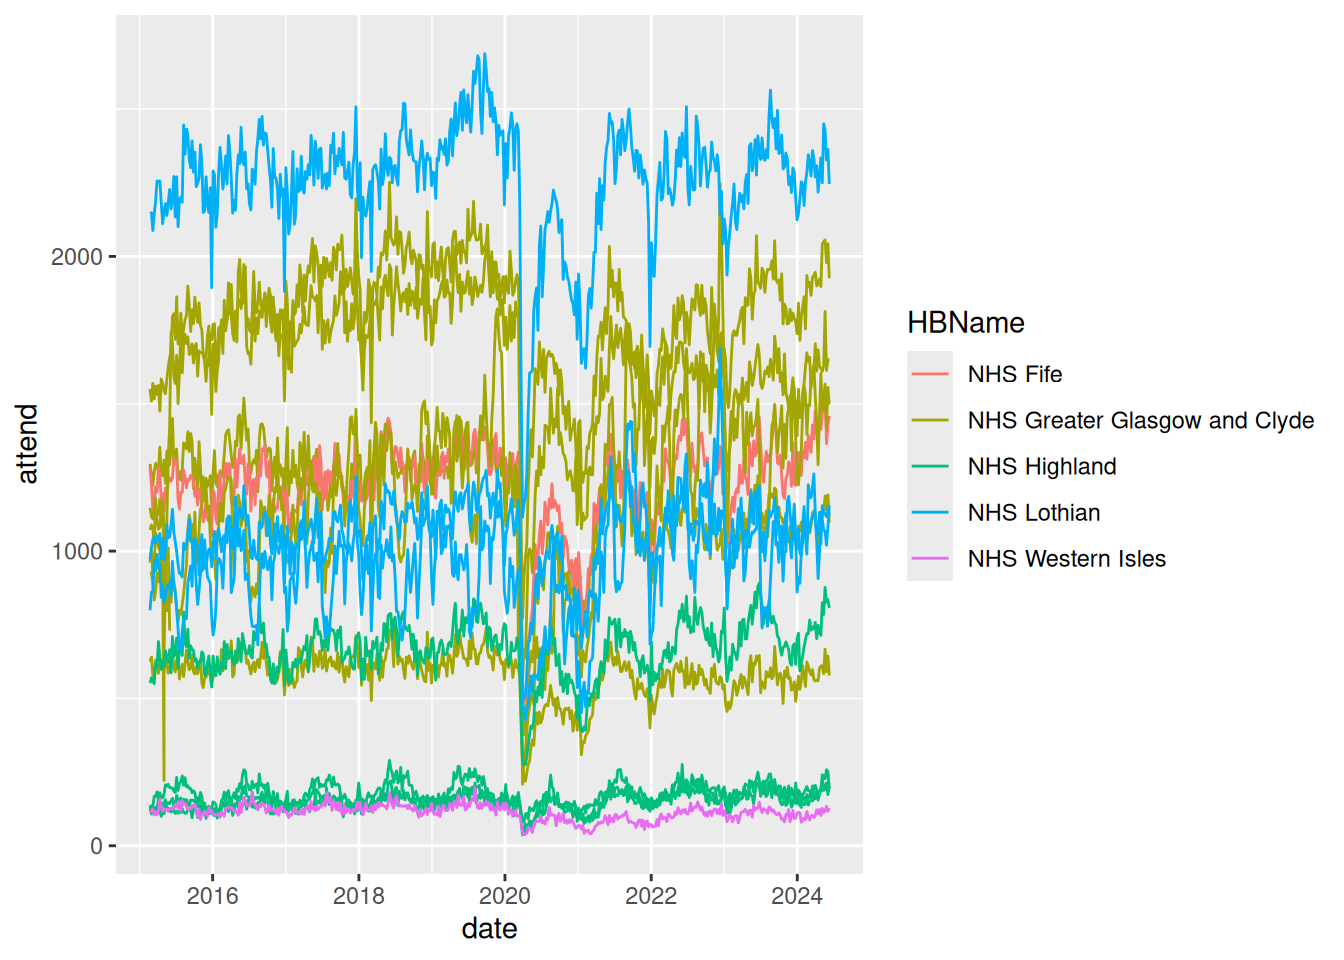 2000
1000
0
attend
2016
2018
2020
2022
2024
date
HBName
NHS Fife
NHS Greater Glasgow and Clyde
NHS Highland
NHS Lothian
NHS Western Isles